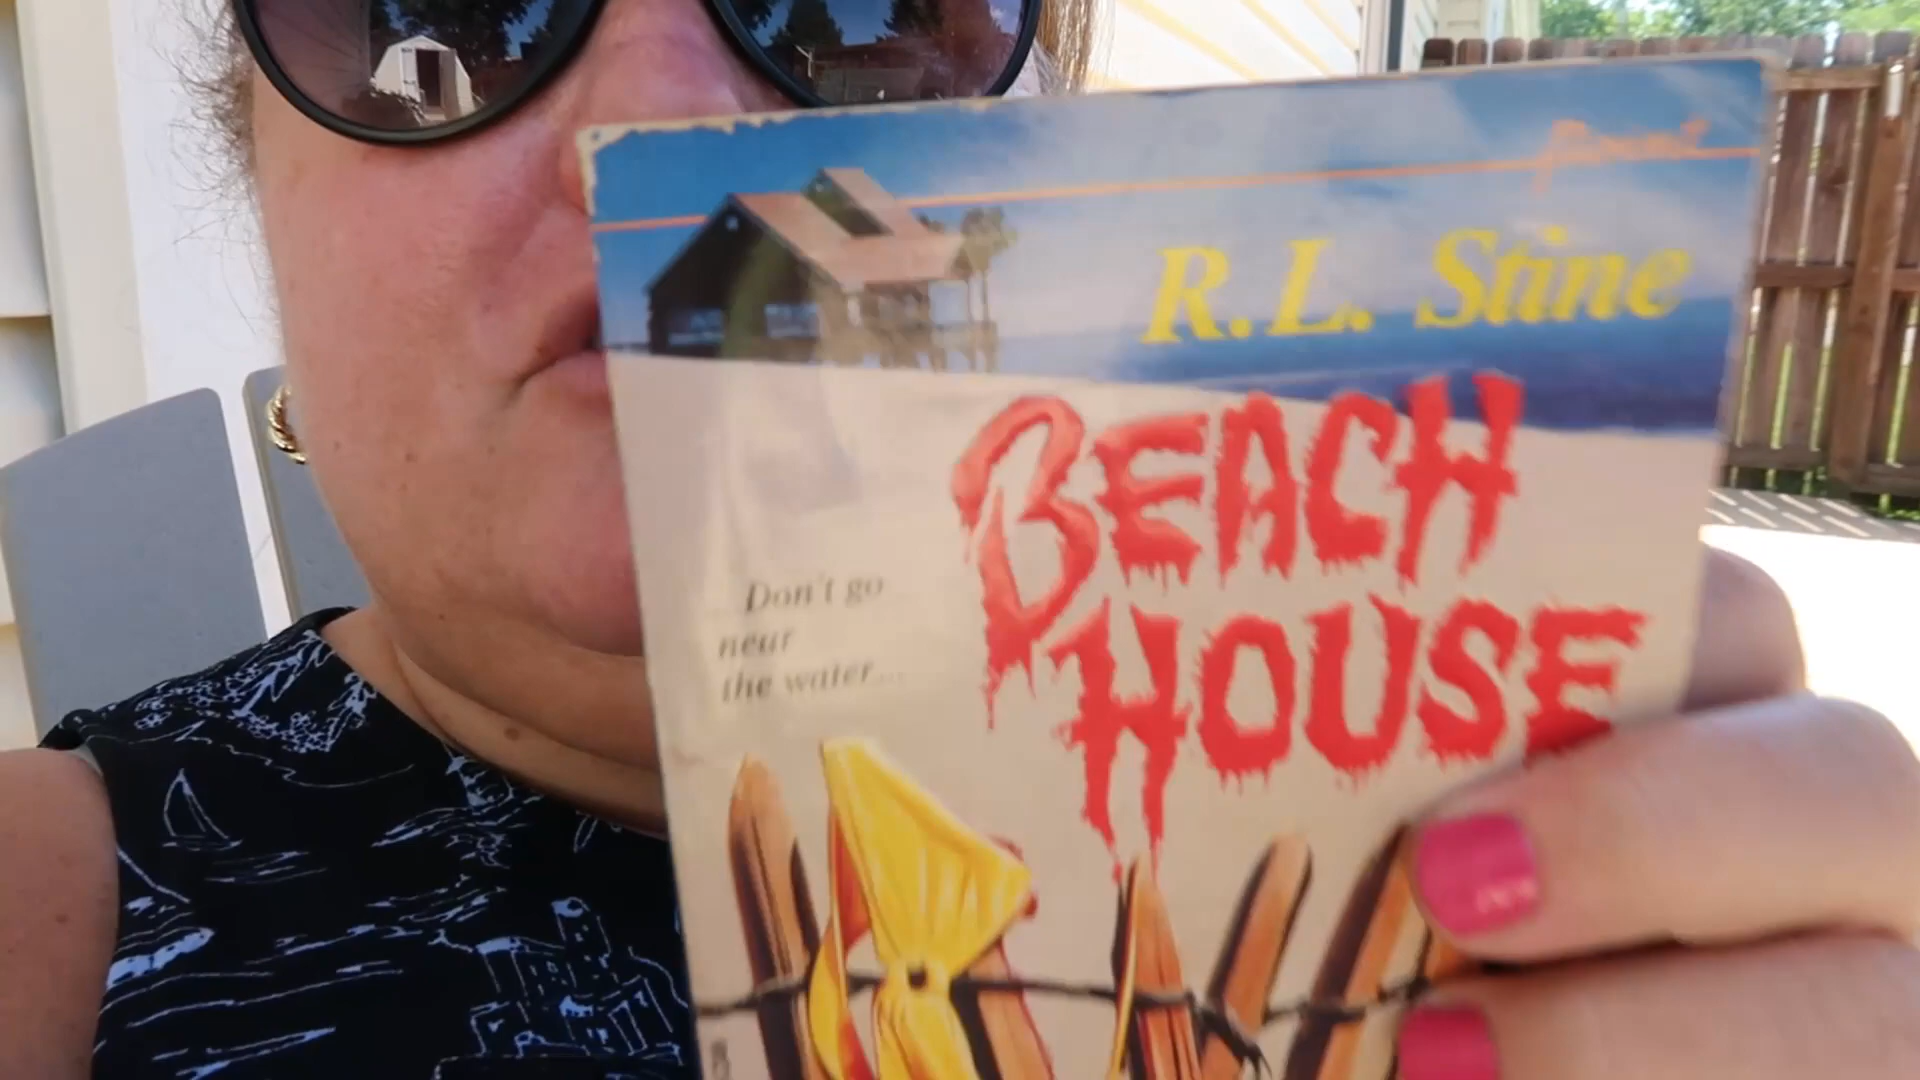 R.L. Stine
BEACH
HOUSE
Don't go
near
the water...